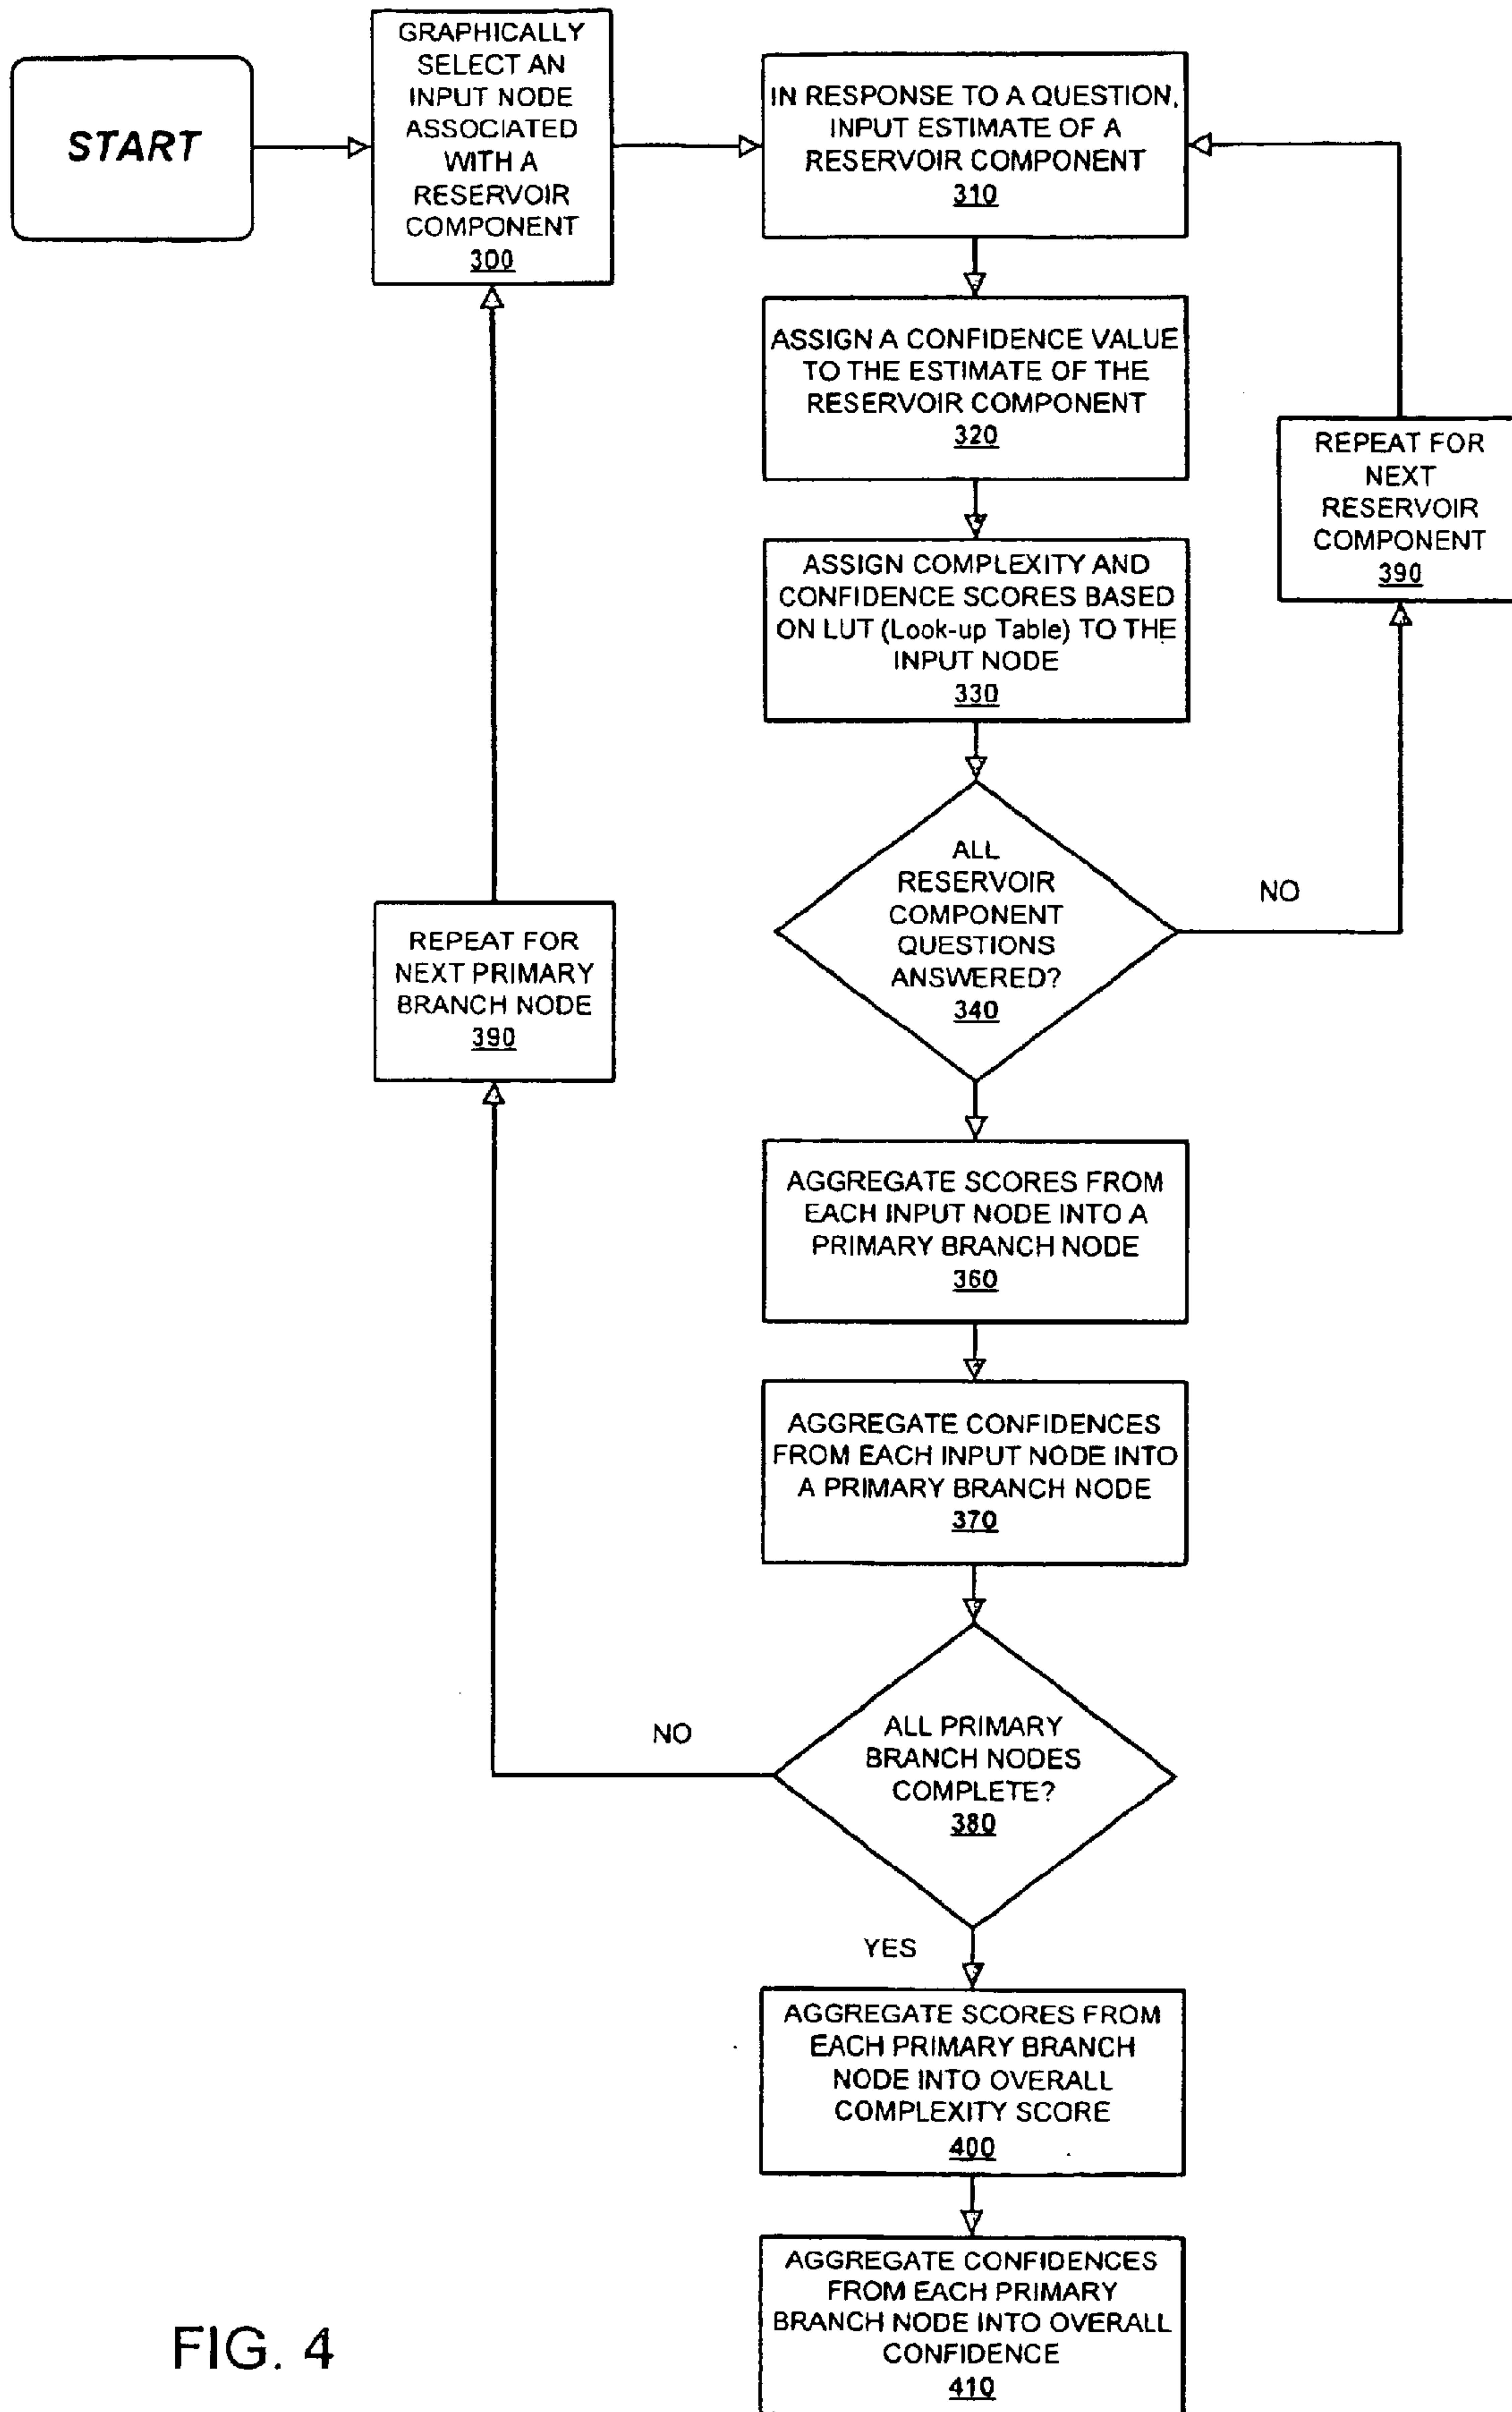 START
GRAPHICALLY
SELECT AN
INPUT NODE
ASSOCIATED
WITH A
RESERVOIR
COMPONENT
300
IN RESPONSE TO A QUESTION,
INPUT ESTIMATE OF A
RESERVOIR COMPONENT
310
ASSIGN A CONFIDENCE VALUE
TO THE ESTIMATE OF THE
RESERVOIR COMPONENT
320
REPEAT FOR
NEXT
RESERVOIR
COMPONENT
390
ASSIGN COMPLEXITY AND
CONFIDENCE SCORES BASED
ON LUT (Look-up Table) TO THE
INPUT NODE
330
ALL
RESERVOIR
COMPONENT
QUESTIONS
ANSWERED?
340
NO
REPEAT FOR
NEXT PRIMARY
BRANCH NODE
390
AGGREGATE SCORES FROM
EACH INPUT NODE INTO A
PRIMARY BRANCH NODE
360
AGGREGATE CONFIDENCES
FROM EACH INPUT NODE INTO
A PRIMARY BRANCH NODE
370
NO
ALL PRIMARY
BRANCH NODES
COMPLETE?
380
YES
AGGREGATE SCORES FROM
EACH PRIMARY BRANCH
NODE INTO OVERALL
COMPLEXITY SCORE
400
AGGREGATE CONFIDENCES
FROM EACH PRIMARY
BRANCH NODE INTO OVERALL
CONFIDENCE
410
FIG. 4